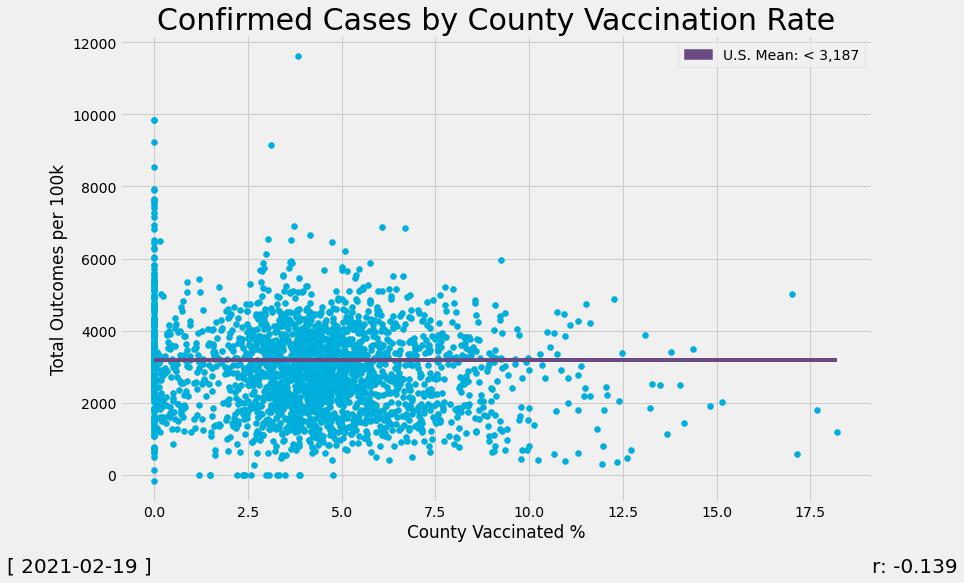 Confirmed Cases by County Vaccination Rate
12000
10000
8000
6000
4000
2000
0
Total Outcomes per 100k
U.S. Mean: < 3,187
0.0 2.5 5.0 7.5 10.0 12.5 15.0 17.5
County Vaccinated %
[ 2021-02-19 ]
r: -0.139